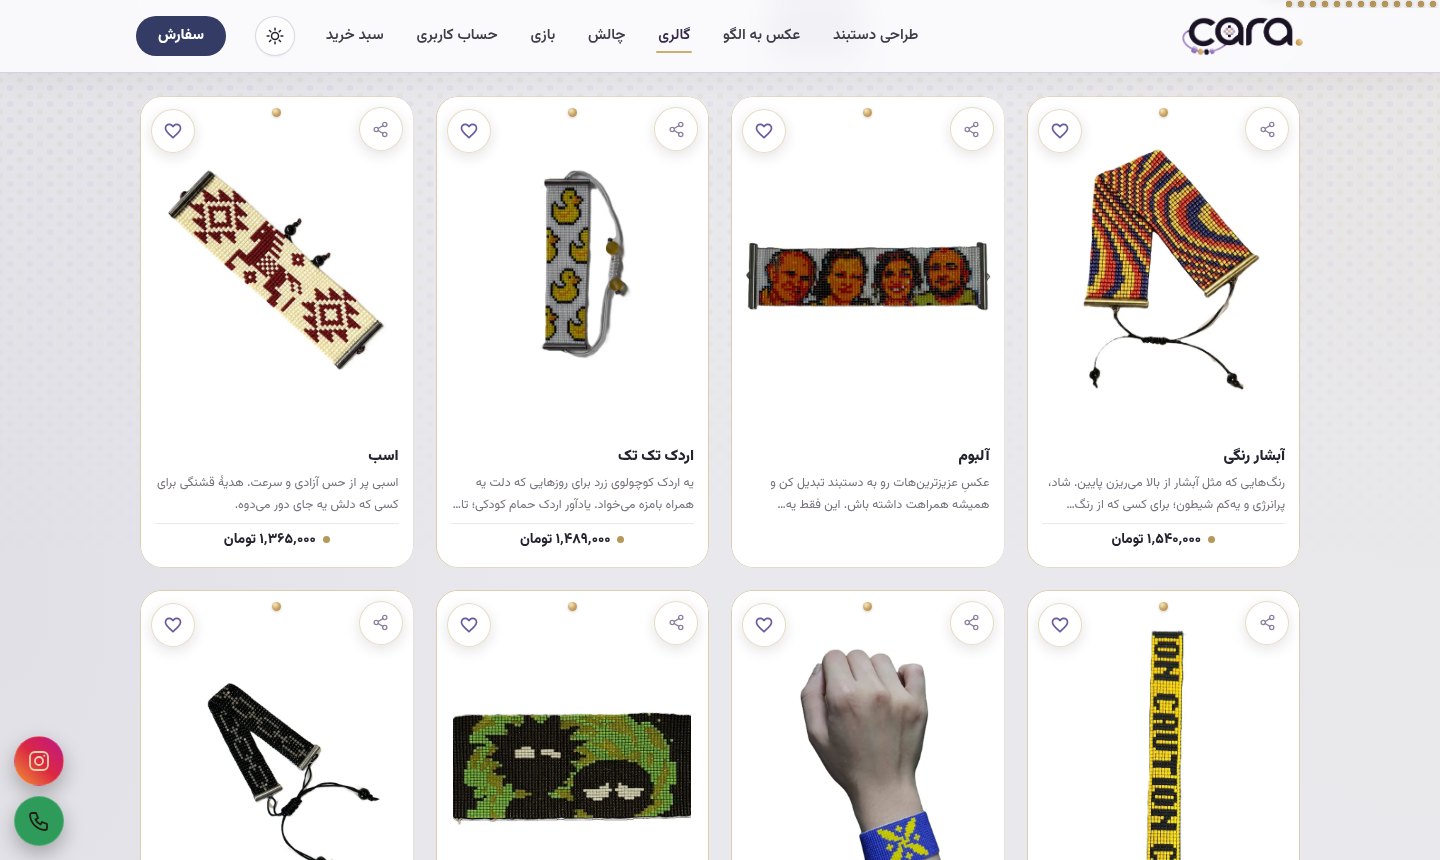 cara.
طراحی دستبند
عکس به الگو
گالری
چالش
بازی
حساب کاربری
سبد خرید
سفارش
آبشار رنگی
رنگ‌هایی که مثل آبشار از بالا می‌ریزن پایین. شاد،
پرانرژی و یه‌کم شیطون؛ برای کسی که از رنگ…
۱,۵۴۰,۰۰۰ تومان
آلبوم
عکسِ عزیزترین‌هات رو به دستبند تبدیل کن و
همیشه همراهت داشته باش. این فقط یه…
اردک تک تک
یه اردک کوچولوی زرد برای روزهایی که دلت یه
همراه بامزه می‌خواد. یادآور اردک حمام کودکی؛ تا…
۱,۴۸۹,۰۰۰ تومان
اسب
اسبی پر از حس آزادی و سرعت. هدیهٔ قشنگی برای
کسی که دلش یه جای دور می‌دوه.
۱,۳۶۵,۰۰۰ تومان
ION CAUTION C